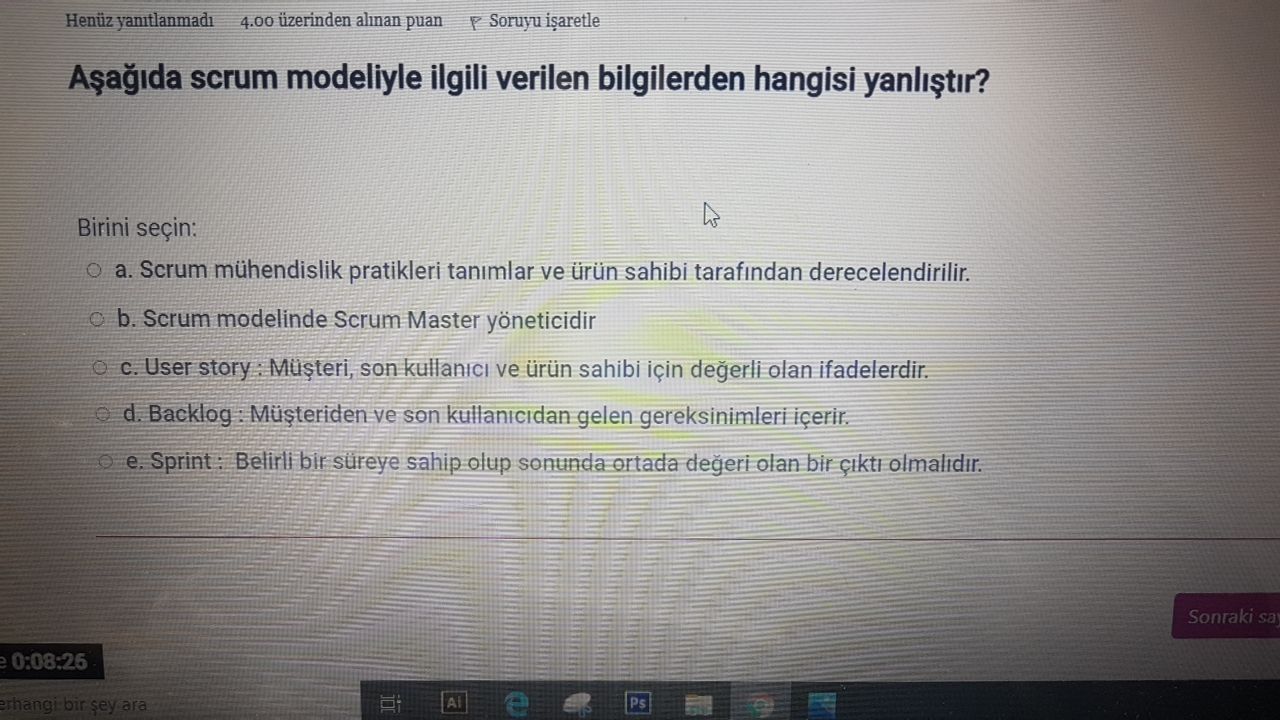 Henüz yanıtlanmadı 4.00 üzerinden alınan puan Soruyu işaretle
Aşağıda scrum modeliyle ilgili verilen bilgilerden hangisi yanlıştır?
Birini seçin:
a. Scrum mühendislik pratikleri tanımlar ve ürün sahibi tarafından derecelendirilir.
b. Scrum modelinde Scrum Master yöneticidir
c. User story : Müşteri, son kullanıcı ve ürün sahibi için değerli olan ifadelerdir.
d. Backlog : Müşteriden ve son kullanıcıdan gelen gereksinimleri içerir.
e. Sprint : Belirli bir süreye sahip olup sonunda ortada değeri olan bir çıktı olmalıdır.
Sonraki say
e 0:08:26
erhangi bir şey ara
Ai Ps